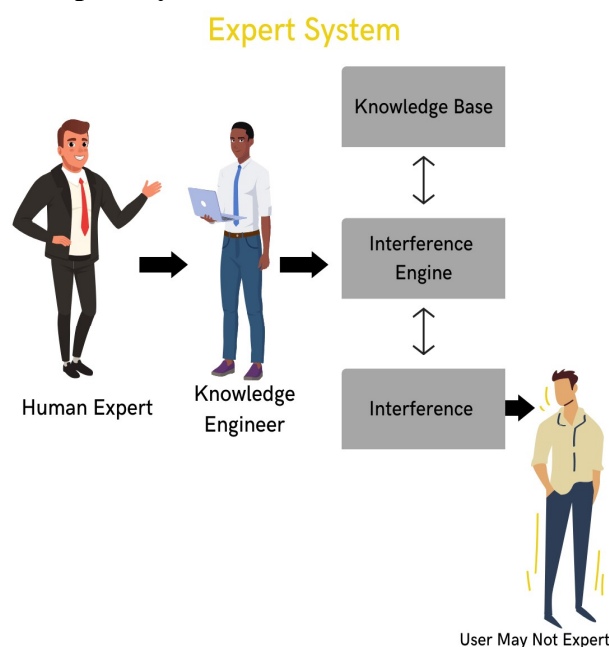 Expert System
Knowledge Base
Interference
Engine
Interference
Human Expert
Knowledge
Engineer
User May Not Expert